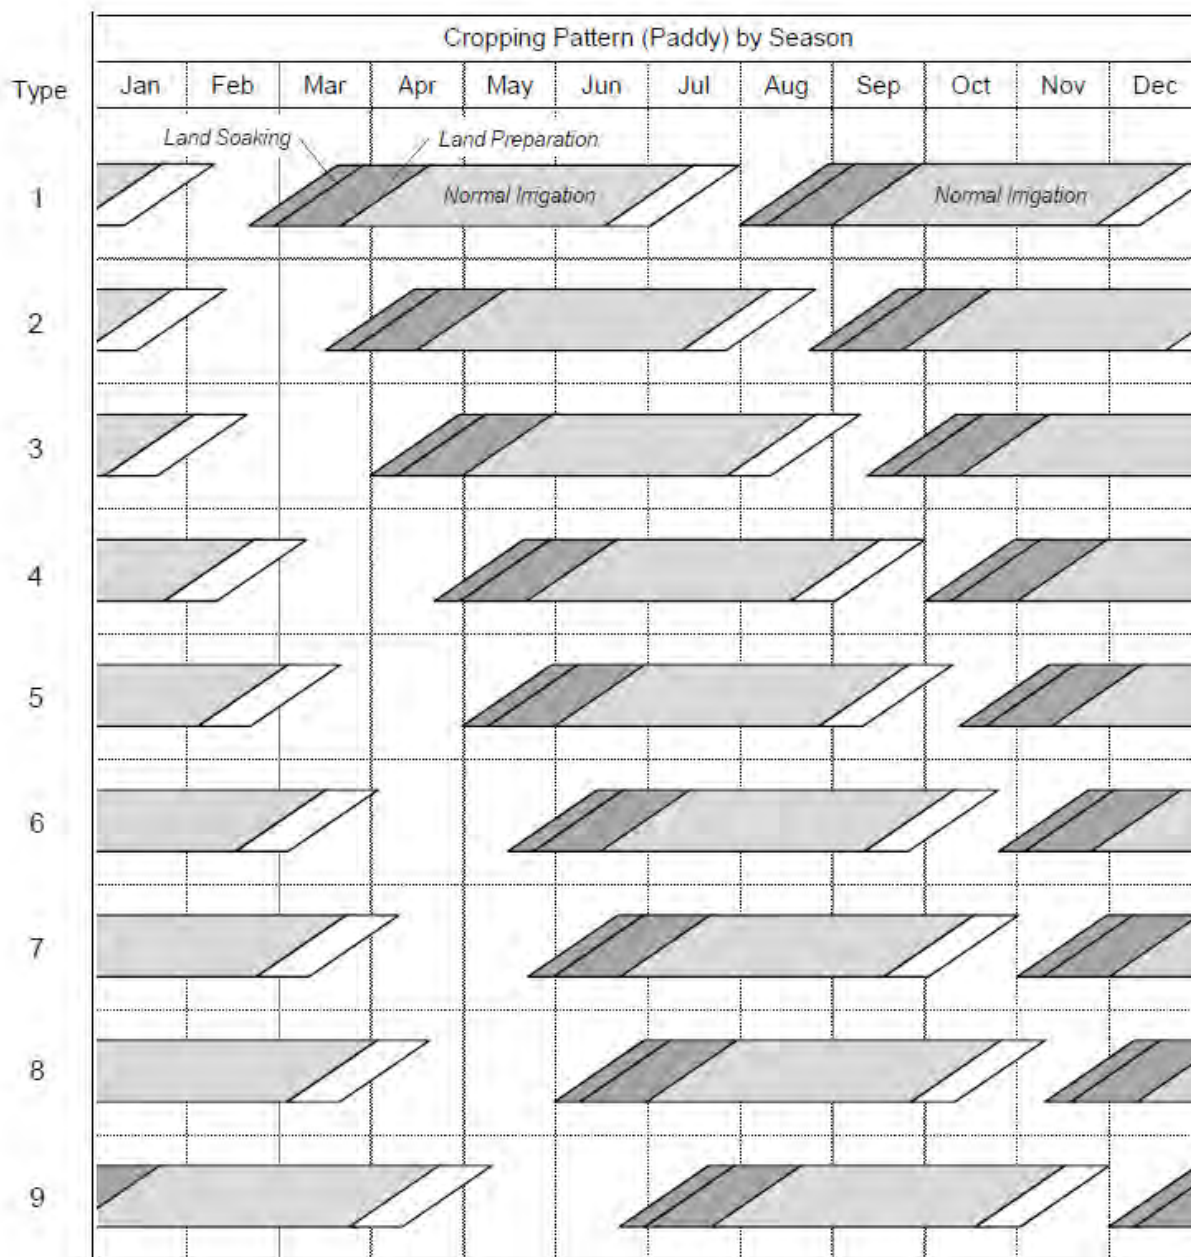 Cropping Pattern (Paddy) by Season
Type Jan Feb Mar Apr May Jun Jul Aug Sep Oct Nov Dec
Land Soaking Land Preparation
1 Normal Irrigation Normal Irrigation
2
3
4
5
6
7
8
9